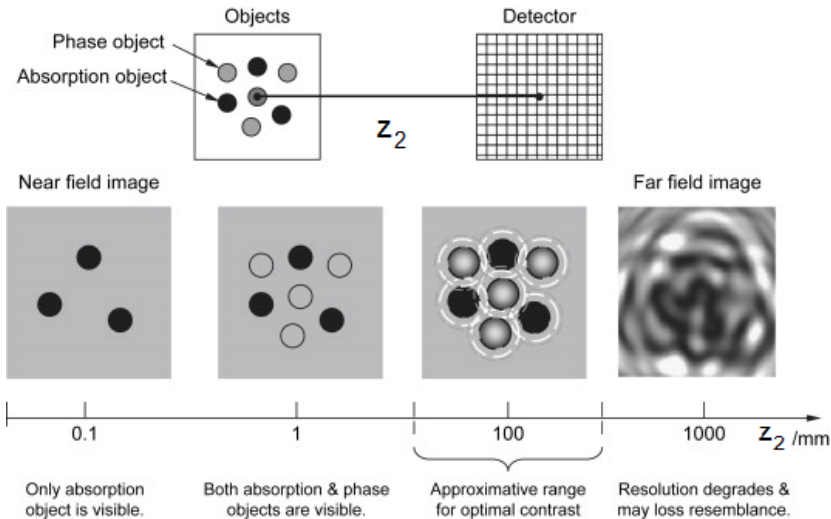 Objects
Detector
Phase object
Absorption object
z2
Near field image
Far field image
0.1
1
100
1000
z2 /mm
Only absorption
object is visible.
Both absorption & phase
objects are visible.
Approximative range
for optimal contrast
Resolution degrades &
may loss resemblance.